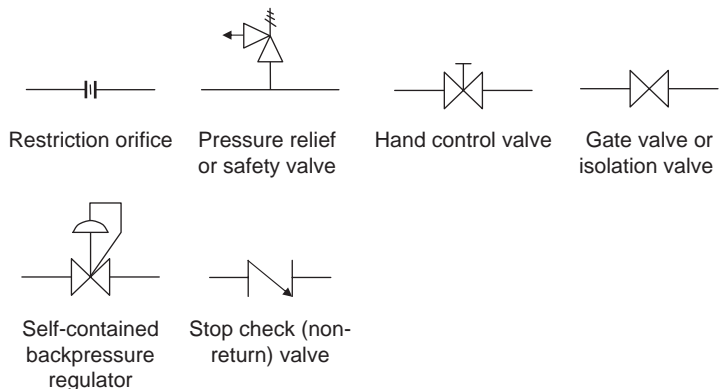 Restriction orifice
Pressure relief
or safety valve
Hand control valve
Gate valve or
isolation valve
Self-contained
backpressure
regulator
Stop check (non-
return) valve